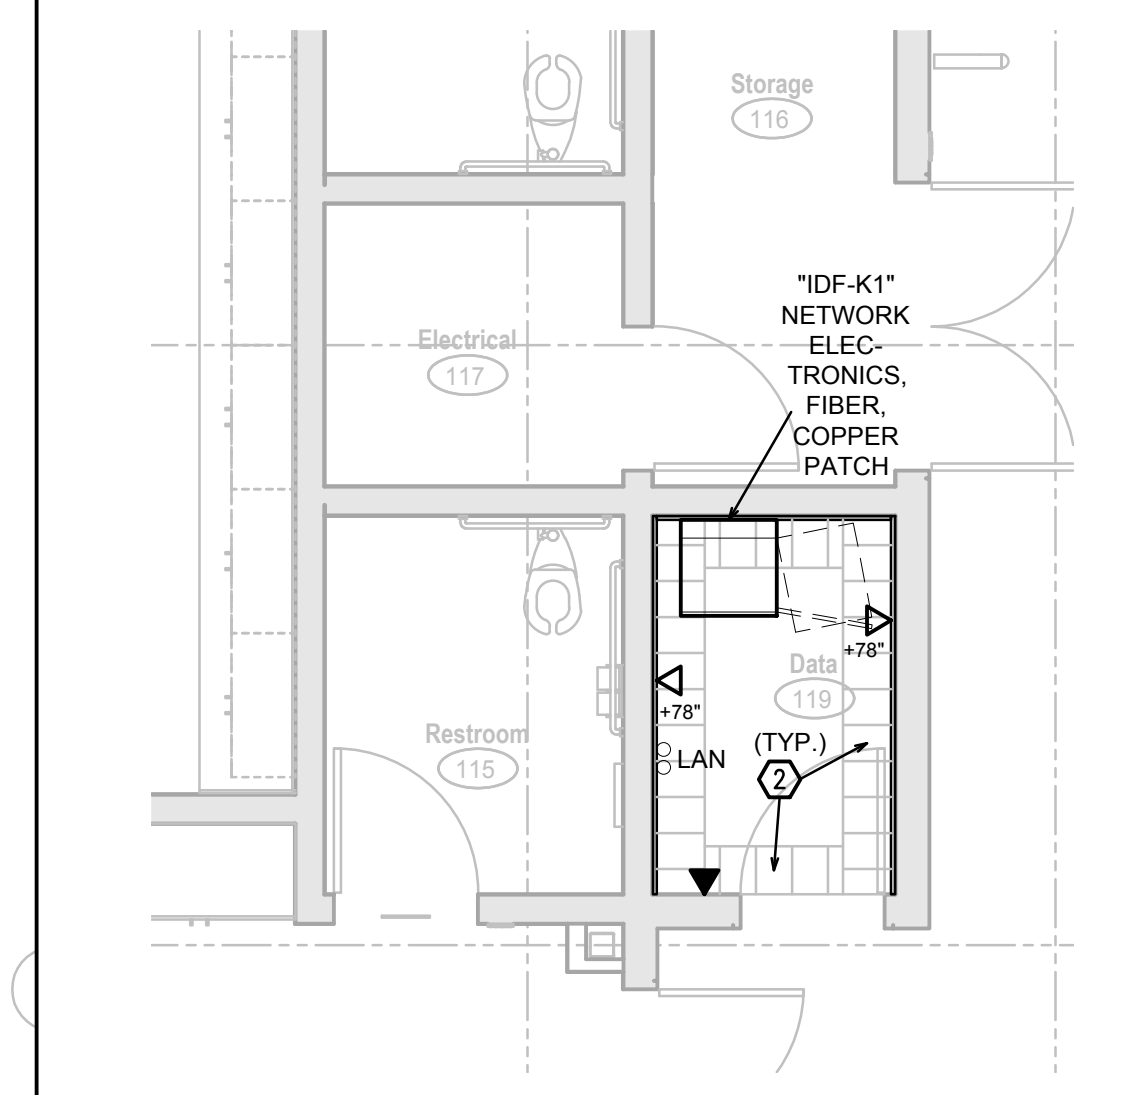 Storage
116
"IDF-K1"
NETWORK
ELEC-
TRONICS,
FIBER,
COPPER
PATCH
Electrical
117
+78"
Data
119
+78"
Restroom
115
LAN
(TYP.)
2